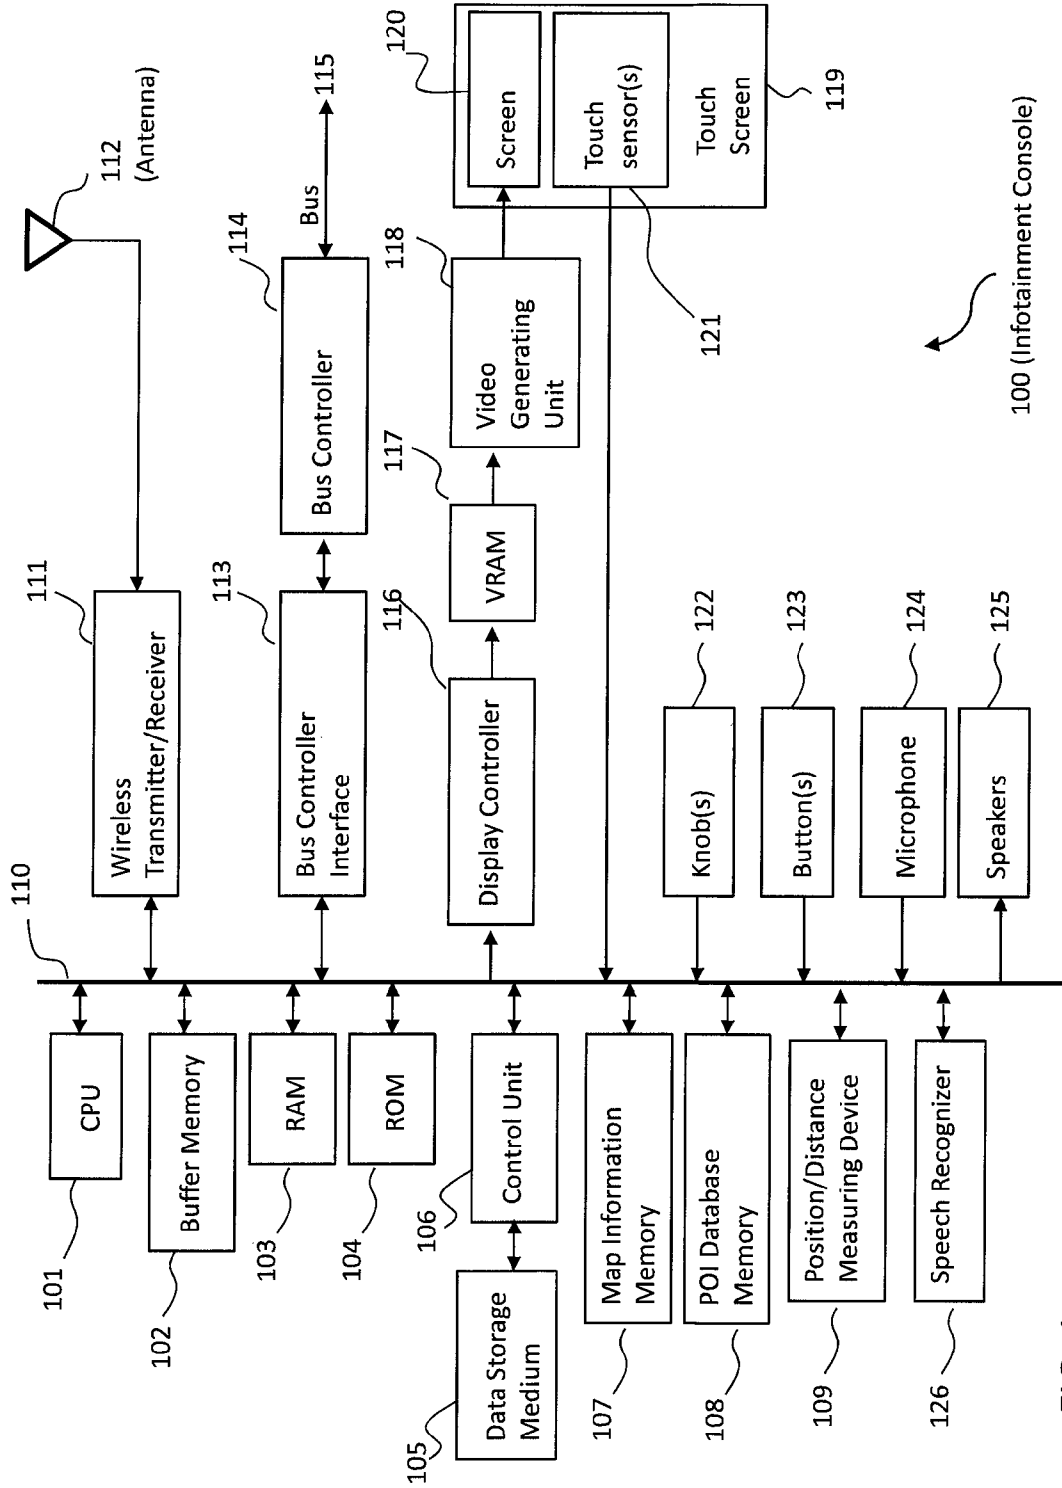 112
(Antenna)
111
Wireless
Transmitter/Receiver
110
101
CPU
102
Buffer Memory
103
RAM
104
ROM
105
Data Storage
Medium
106
Control Unit
107
Map Information
Memory
108
POI Database
Memory
109
Position/Distance
Measuring Device
126
Speech Recognizer
113
Bus Controller
Interface
114
Bus Controller
Bus
115
116
Display Controller
117
VRAM
118
Video
Generating
Unit
120
Screen
Touch
sensor(s)
Touch
Screen
119
121
122
Knob(s)
123
Button(s)
124
Microphone
125
Speakers
100 (Infotainment Console)